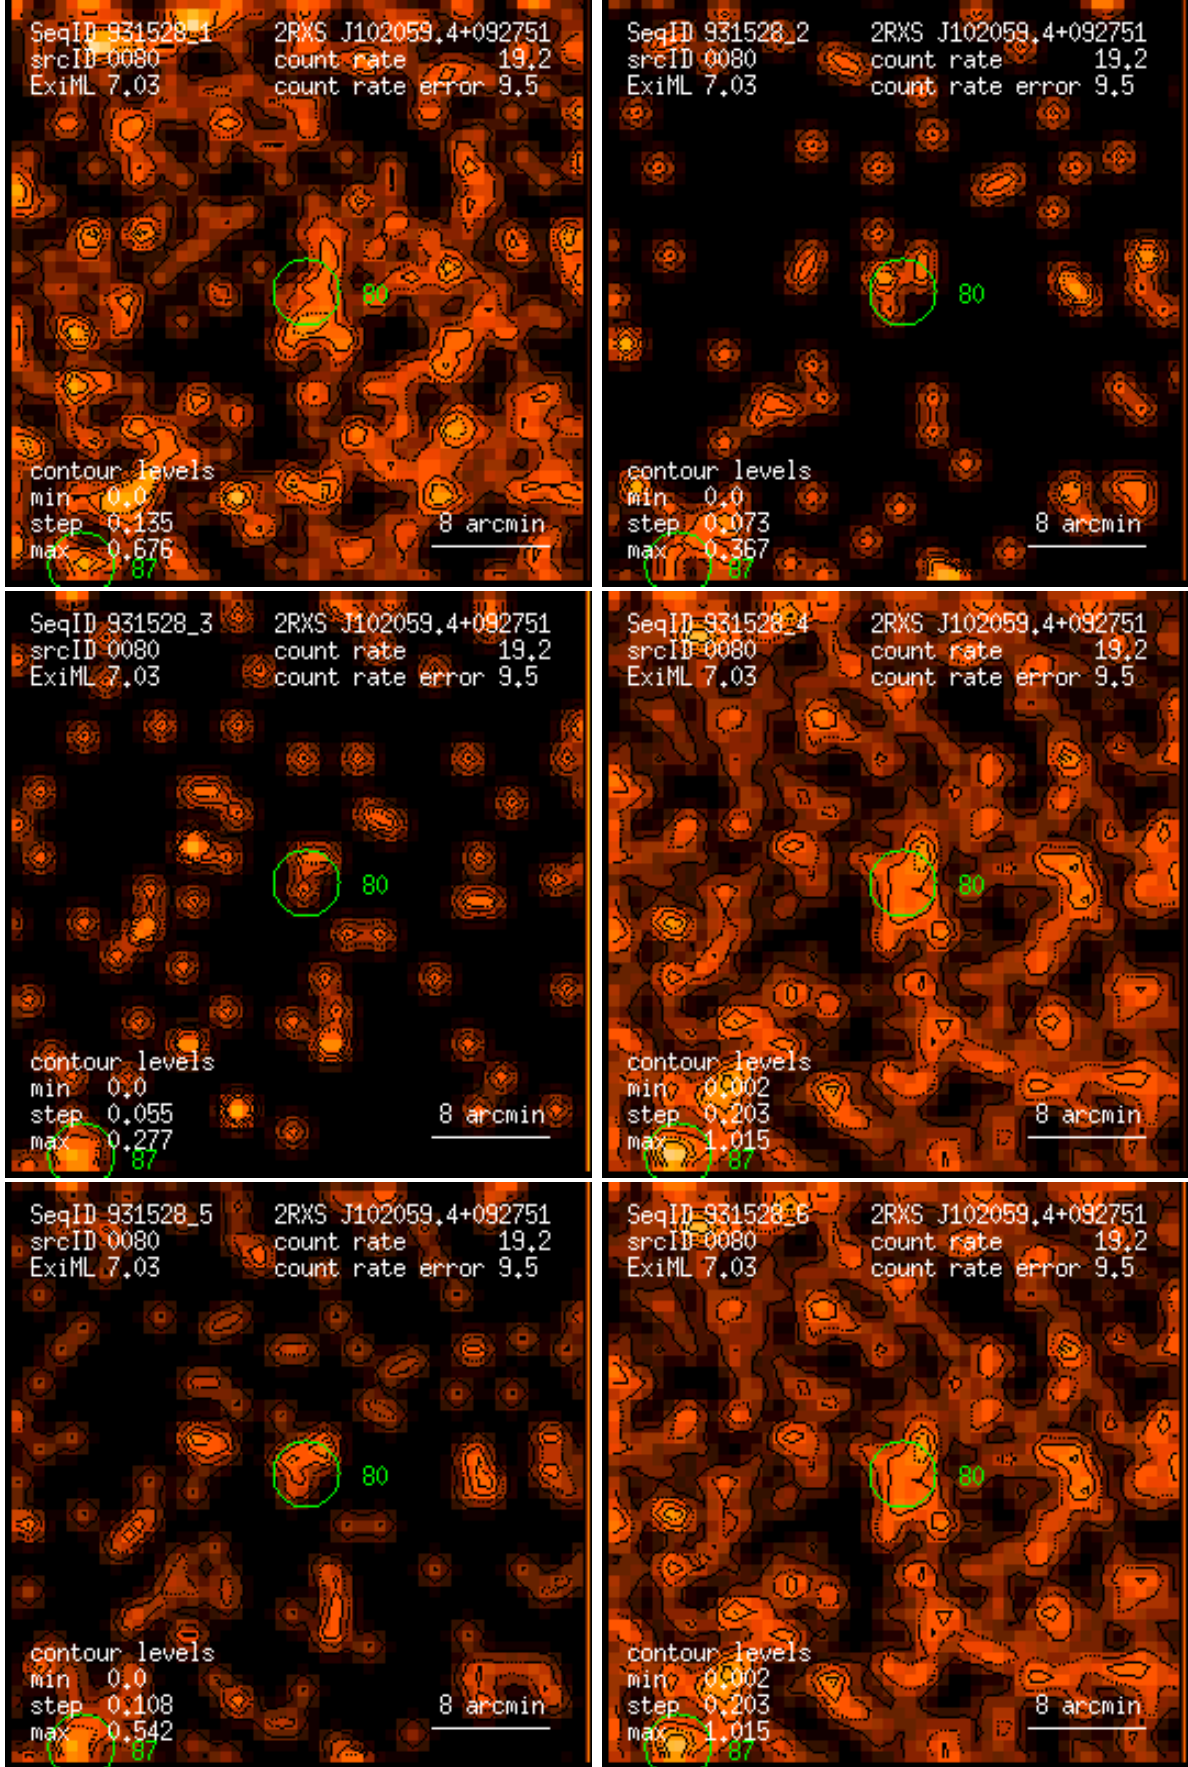 SeqID 931528_1 2RXS J102059.4+092751
srcID 0080 count rate 19.2
ExiML 7.03 count rate error 9.5
80
contour levels
min 0.0
step 0.135
max 0.676
8 arcmin
87
SeqID 931528_2 2RXS J102059.4+092751
srcID 0080 count rate 19.2
ExiML 7.03 count rate error 9.5
80
contour levels
min 0.0
step 0.073
max 0.367
8 arcmin
87
SeqID 931528_3 2RXS J102059.4+092751
srcID 0080 count rate 19.2
ExiML 7.03 count rate error 9.5
80
contour levels
min 0.0
step 0.055
max 0.277
8 arcmin
87
SeqID 931528_4 2RXS J102059.4+092751
srcID 0080 count rate 19.2
ExiML 7.03 count rate error 9.5
80
contour levels
min 0.002
step 0.203
max 1.015
8 arcmin
87
SeqID 931528_5 2RXS J102059.4+092751
srcID 0080 count rate 19.2
ExiML 7.03 count rate error 9.5
80
contour levels
min 0.0
step 0.108
max 0.542
8 arcmin
87
SeqID 931528_6 2RXS J102059.4+092751
srcID 0080 count rate 19.2
ExiML 7.03 count rate error 9.5
80
contour levels
min 0.002
step 0.203
max 1.015
8 arcmin
87